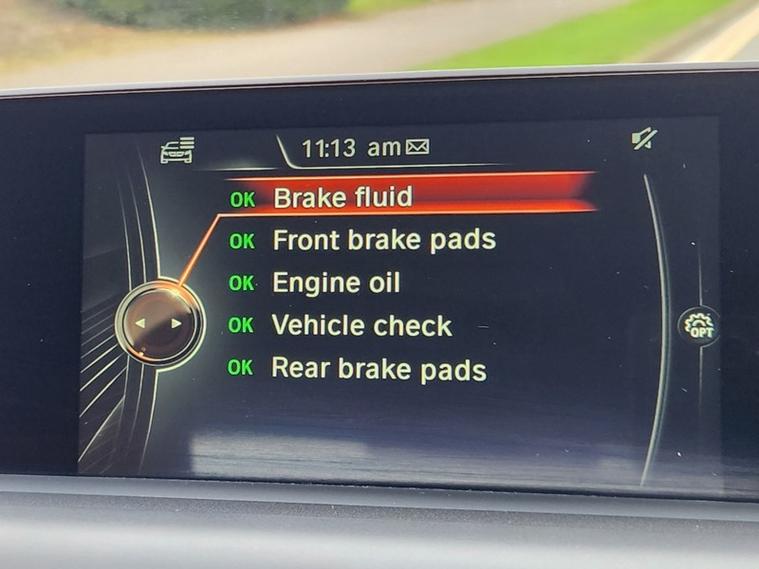 11:13 am
OK Brake fluid
OK Front brake pads
OK Engine oil
OK Vehicle check
OPT
OK Rear brake pads